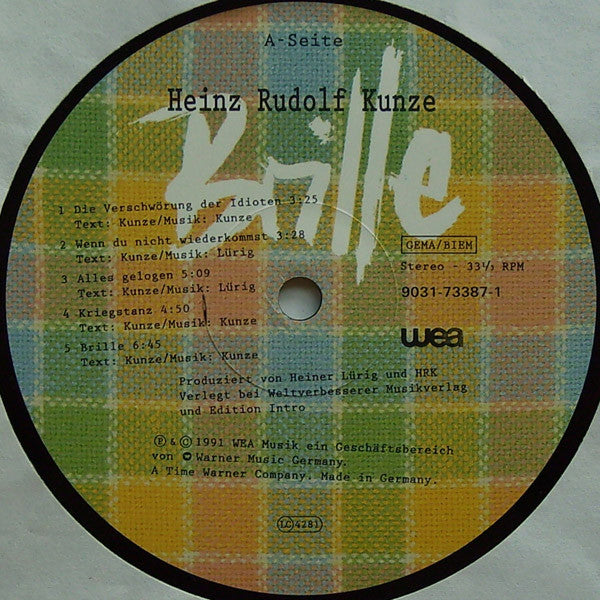 A-Seite
Heinz Rudolf Kunze
Brille
1 Die Verschwörung der Idioten 3:25
Text: Kunze/Musik: Kunze
2 Wenn du nicht wiederkommst 3:28
Text: Kunze/Musik: Lürig
3 Alles gelogen 5:09
Text: Kunze/Musik: Lürig
4 Kriegstanz 4:50
Text: Kunze/Musik: Kunze
5 Brille 6:45
Text: Kunze/Musik: Kunze
GEMA/BIEM
Stereo - 33⅓ RPM
9031-73387-1
wea
Produziert von Heiner Lürig und HRK
Verlegt bei Weltverbesserer Musikverlag
und Edition Intro
Ⓟ & © 1991 WEA Musik ein Geschäftsbereich
von Warner Music Germany.
A Time Warner Company. Made in Germany.
LC 4281